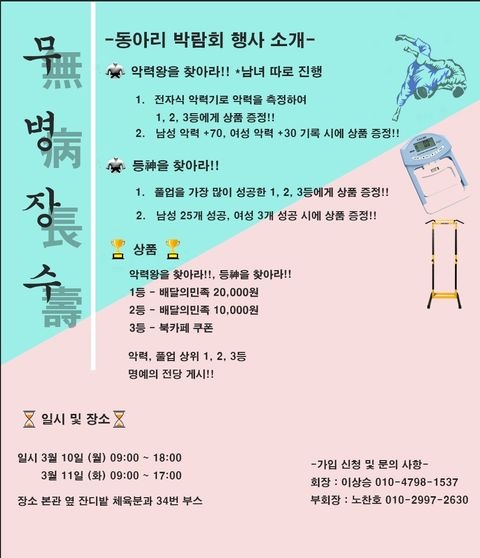 무병장수
無病長壽
-동아리 박람회 행사 소개-
악력왕을 찾아라!! *남녀 따로 진행
1. 전자식 악력기로 악력을 측정하여
1, 2, 3등에게 상품 증정!!
2. 남성 악력 +70, 여성 악력 +30 기록 시에 상품 증정!!
등神을 찾아라!!
1. 풀업을 가장 많이 성공한 1, 2, 3등에게 상품 증정!!
2. 남성 25개 성공, 여성 3개 성공 시에 상품 증정!!
상품
악력왕을 찾아라!!, 등神을 찾아라!!
1등 - 배달의민족 20,000원
2등 - 배달의민족 10,000원
3등 - 북카페 쿠폰
악력, 풀업 상위 1, 2, 3등
명예의 전당 게시!!
일시 및 장소
일시 3월 10일 (월) 09:00 ~ 18:00
3월 11일 (화) 09:00 ~ 17:00
장소 본관 옆 잔디밭 체육분과 34번 부스
-가입 신청 및 문의 사항-
회장 : 이상승 010-4798-1537
부회장 : 노찬호 010-2997-2630